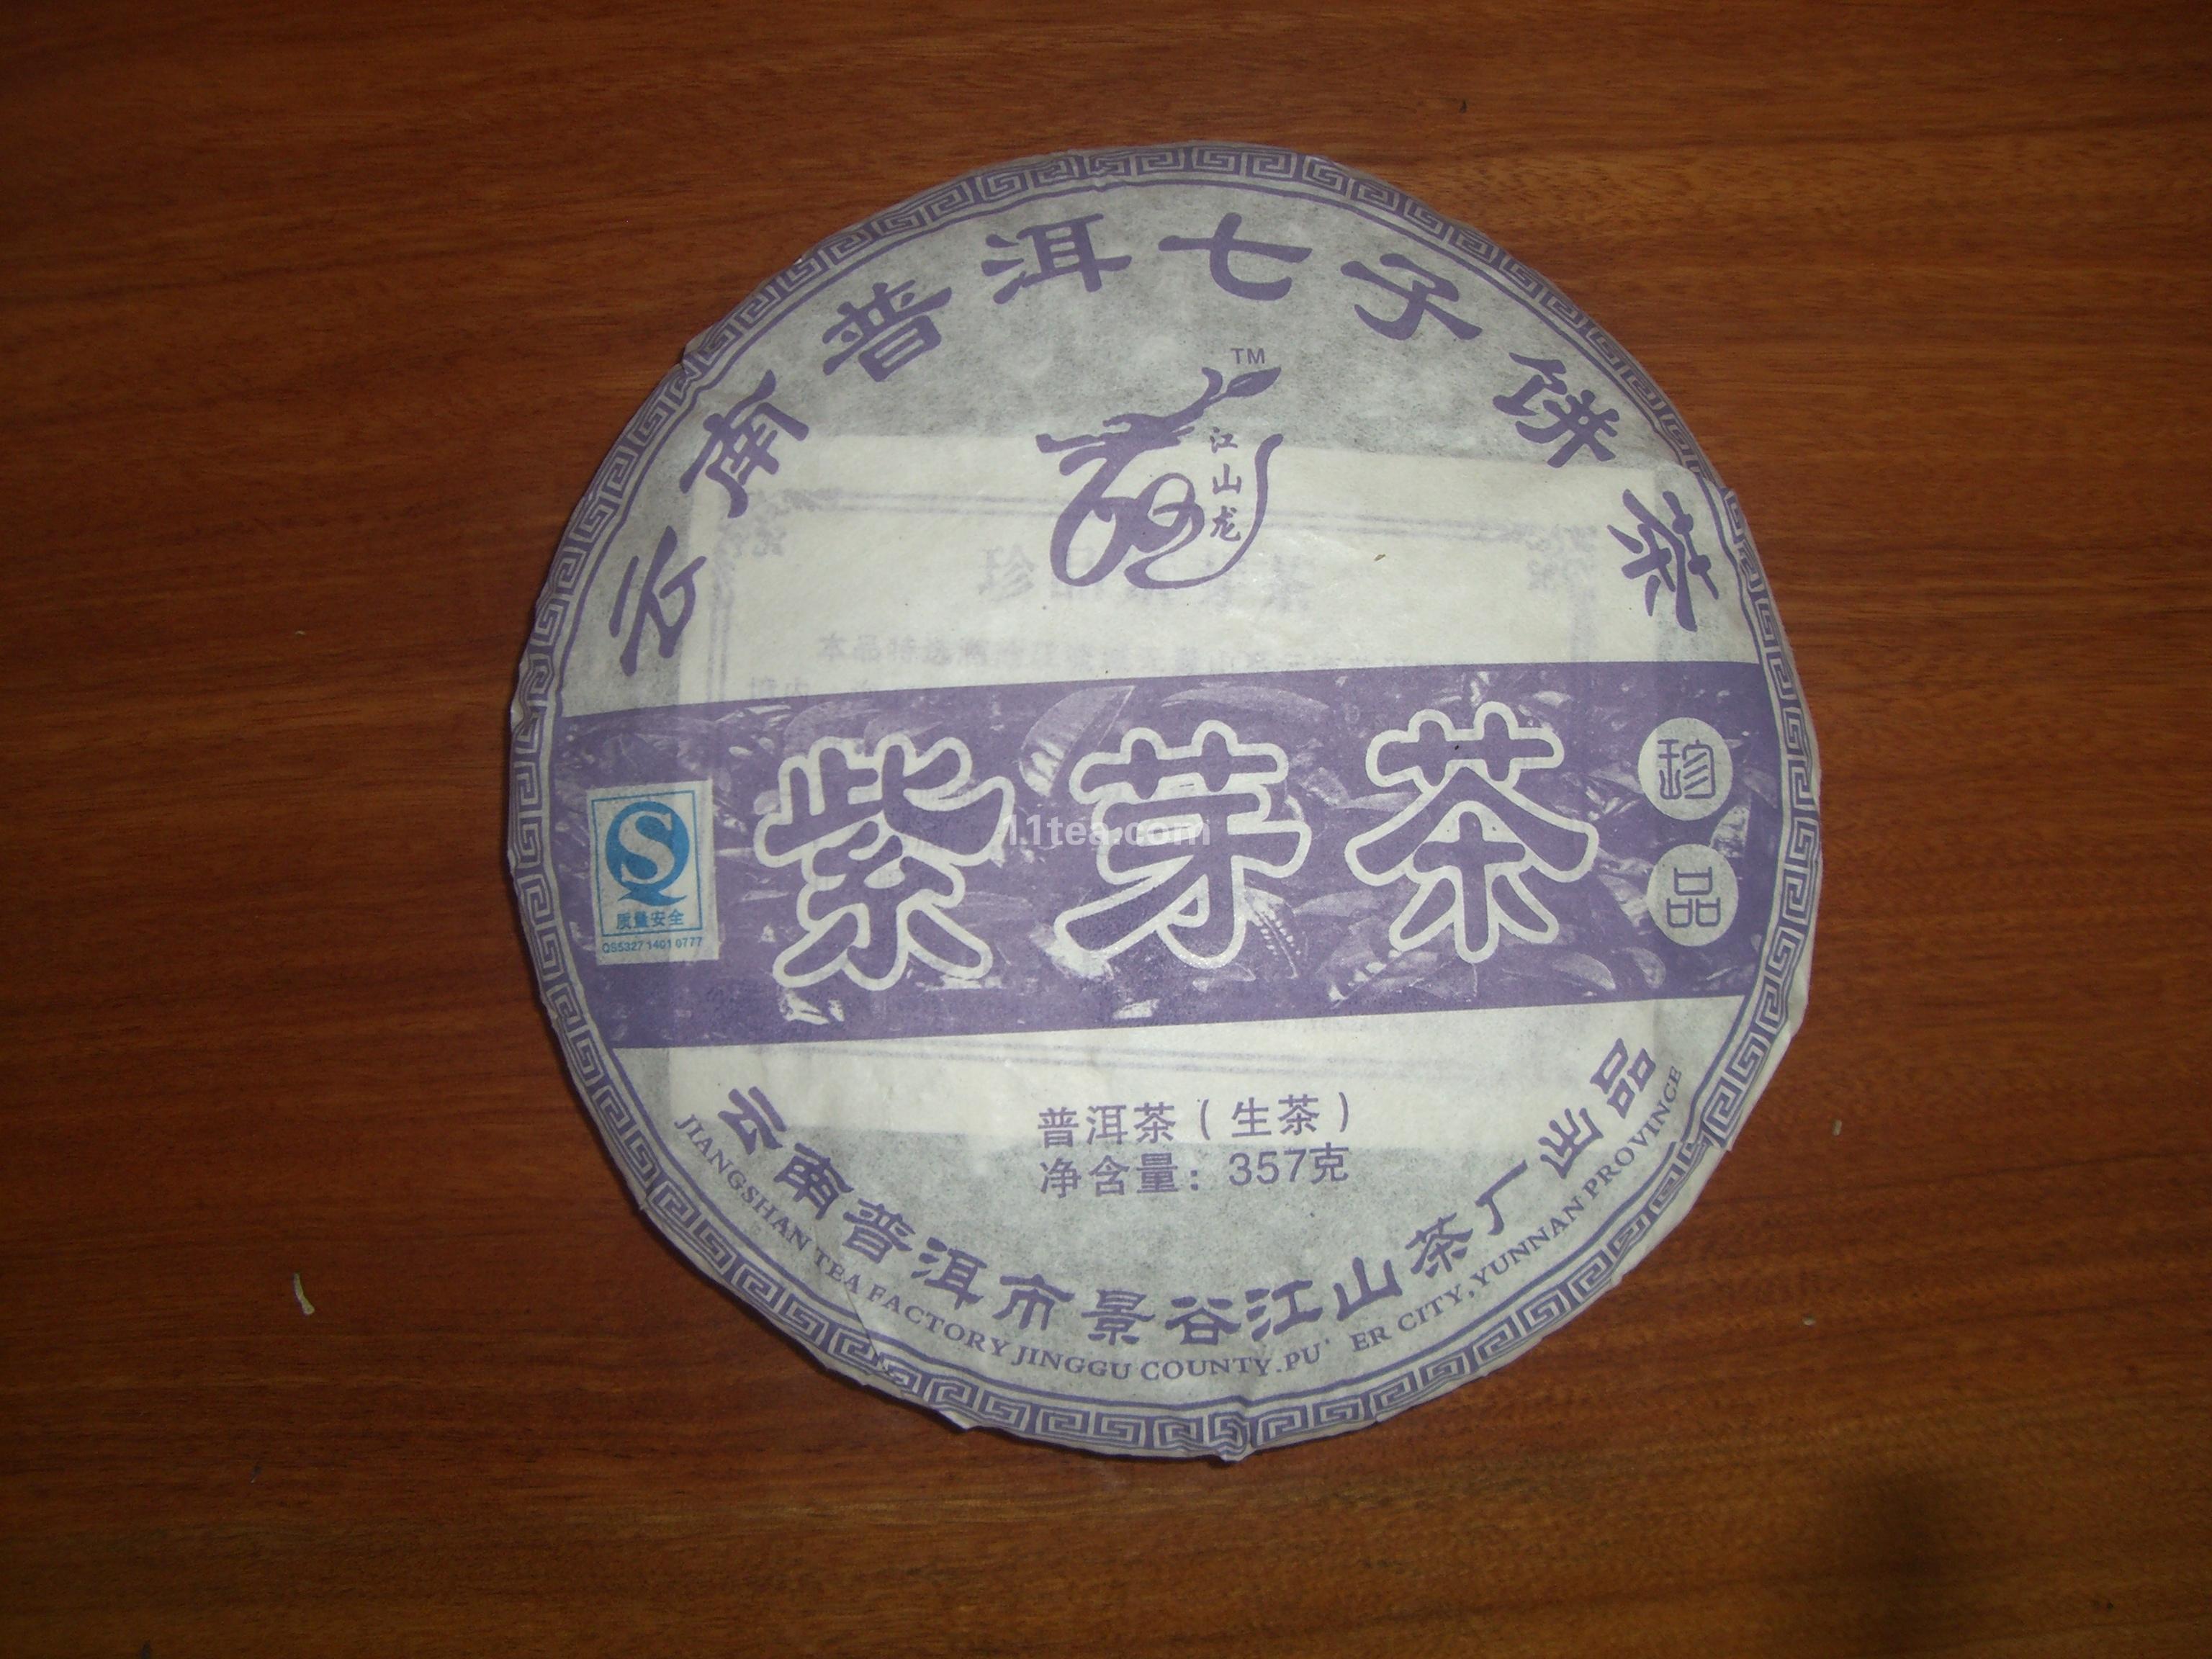 云南普洱七子饼茶
TM
江山龙
紫芽茶
珍品
质量安全
QS5327 1401 0777
11tea.com
普洱茶(生茶)
净含量:357克
云南普洱市景谷江山茶厂出品
JIANGSHAN TEA FACTORY JINGGU COUNTY.PU' ER CITY,YUNNAN PROVINCE